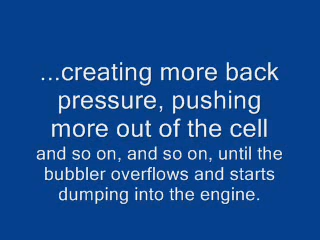 ...creating more back
pressure, pushing
more out of the cell
and so on, and so on, until the
bubbler overflows and starts
dumping into the engine.